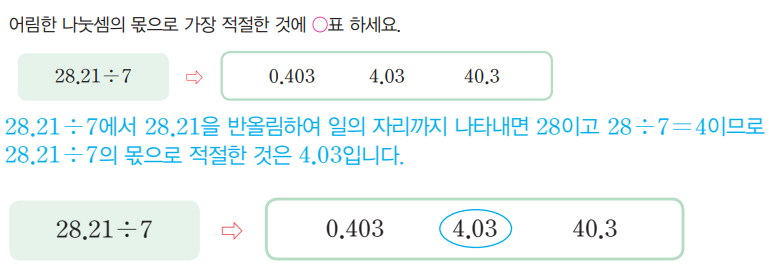 어림한 나눗셈의 몫으로 가장 적절한 것에 ○표 하세요.
28.21÷7 ⇨ 0.403 4.03 40.3
28.21÷7에서 28.21을 반올림하여 일의 자리까지 나타내면 28이고 28÷7=4이므로
28.21÷7의 몫으로 적절한 것은 4.03입니다.
28.21÷7 ⇨ 0.403 4.03 40.3